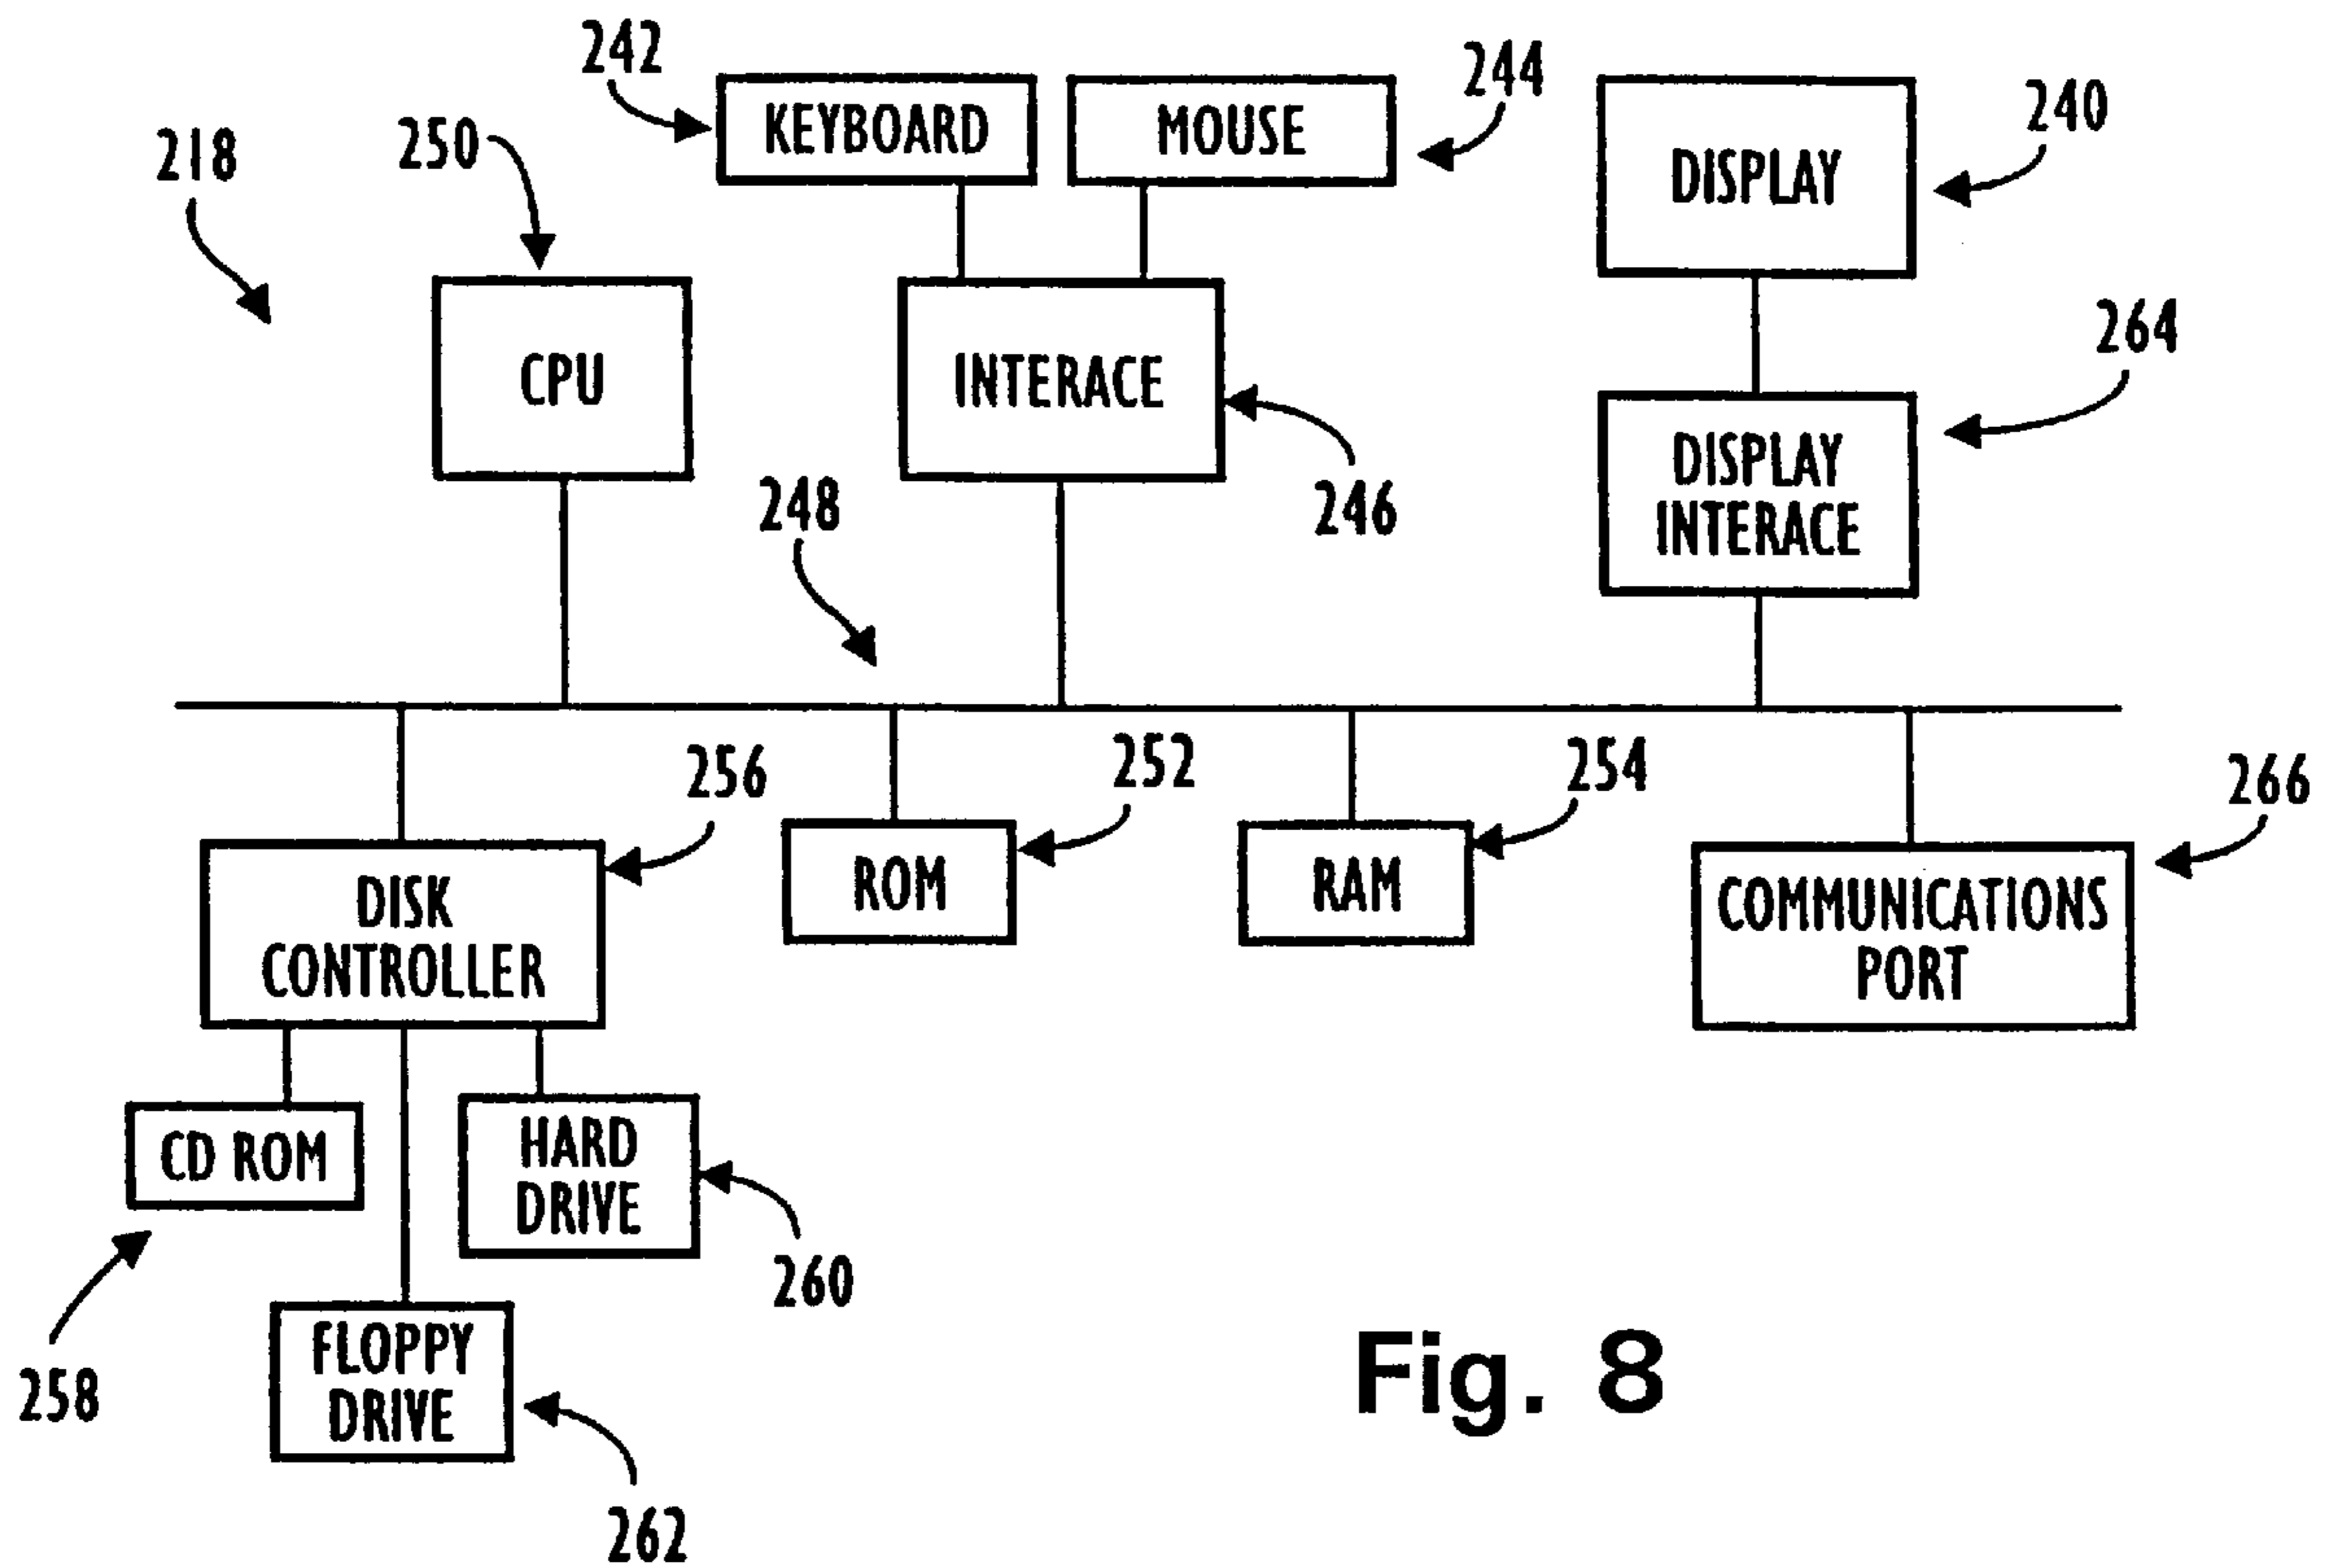 242
KEYBOARD
MOUSE
244
240
250
218
DISPLAY
264
CPU
INTERACE
246
DISPLAY
INTERACE
248
256
252
254
266
DISK
CONTROLLER
ROM
RAM
COMMUNICATIONS
PORT
CD ROM
HARD
DRIVE
260
258
FLOPPY
DRIVE
262
Fig. 8